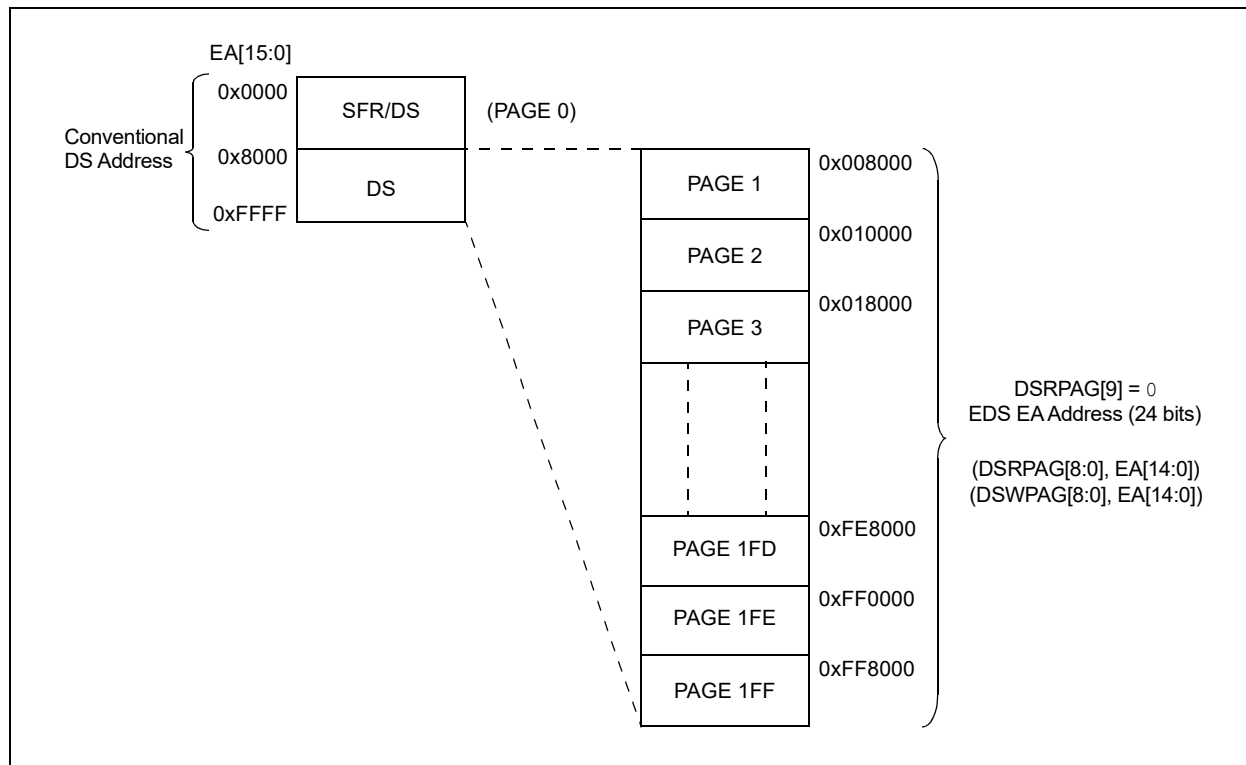 EA[15:0]
0x0000
SFR/DS
(PAGE 0)
Conventional
DS Address
0x8000
DS
0xFFFF
PAGE 1
0x008000
PAGE 2
0x010000
PAGE 3
0x018000
DSRPAG[9] = 0
EDS EA Address (24 bits)
(DSRPAG[8:0], EA[14:0])
(DSWPAG[8:0], EA[14:0])
PAGE 1FD
0xFE8000
PAGE 1FE
0xFF0000
PAGE 1FF
0xFF8000